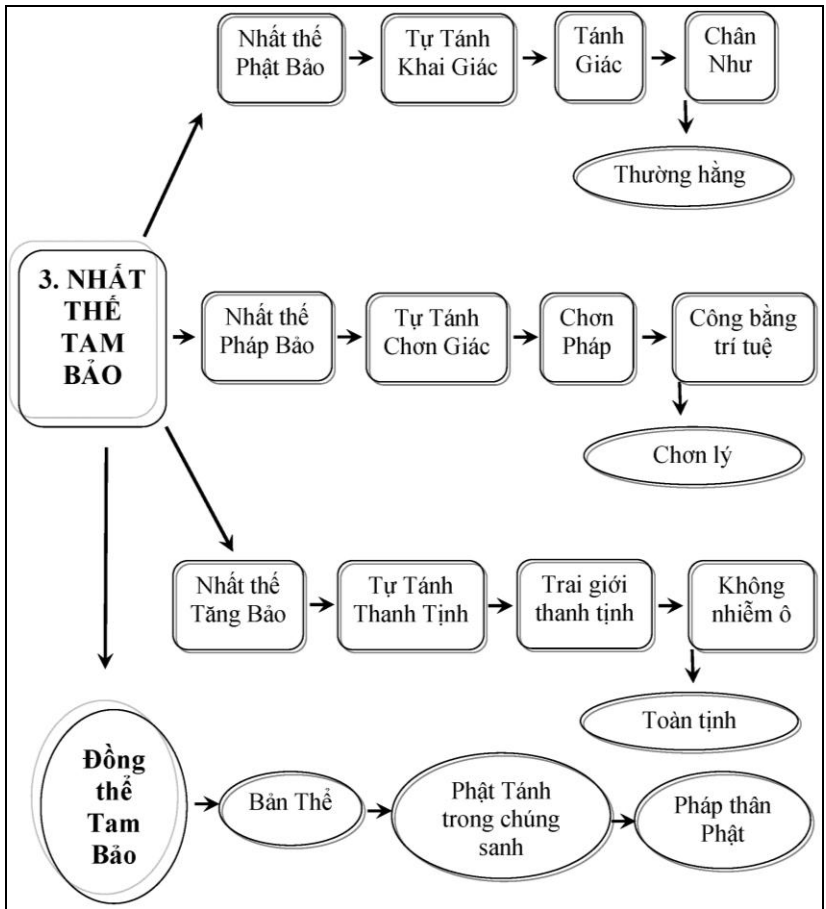 Nhất thế
Phật Bảo
Tự Tánh
Khai Giác
Tánh
Giác
Chân
Như
Thường hằng
3. NHẤT
THẾ
TAM
BẢO
Nhất thế
Pháp Bảo
Tự Tánh
Chơn Giác
Chơn
Pháp
Công bằng
trí tuệ
Chơn lý
Nhất thế
Tăng Bảo
Tự Tánh
Thanh Tịnh
Trai giới
thanh tịnh
Không
nhiễm ô
Toàn tịnh
Đồng
thể
Tam
Bảo
Bản Thể
Phật Tánh
trong chúng
sanh
Pháp thân
Phật